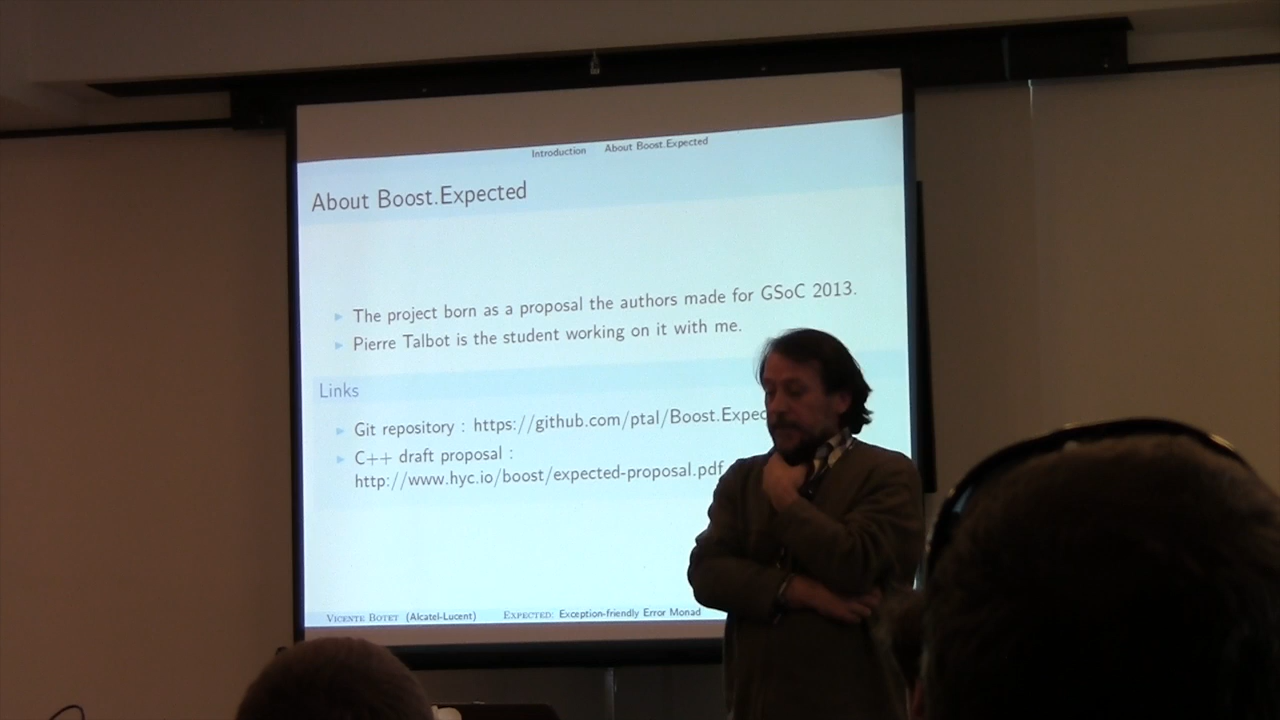 Introduction About Boost.Expected
About Boost.Expected
The project born as a proposal the authors made for GSoC 2013.
Pierre Talbot is the student working on it with me.
Links
Git repository : https://github.com/ptal/Boost.Expec
C++ draft proposal :
http://www.hyc.io/boost/expected-proposal.pdf
VICENTE BOTET (Alcatel-Lucent) EXPECTED: Exception-friendly Error Monad